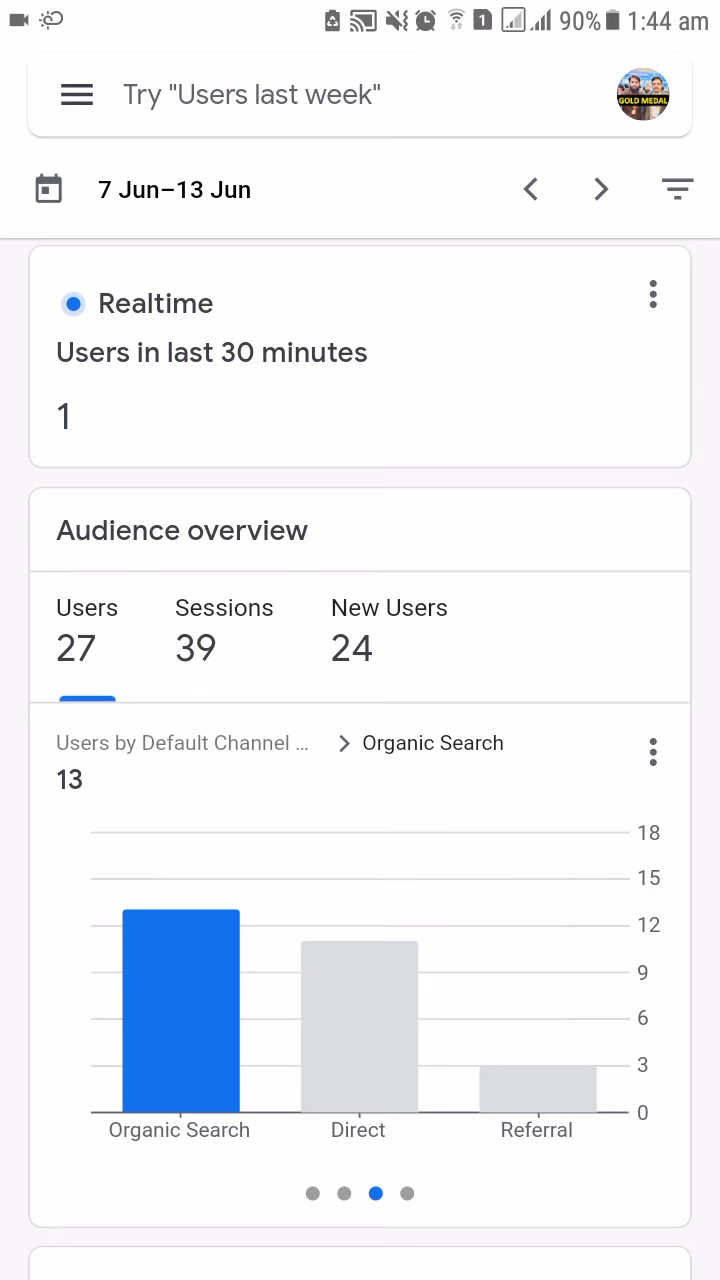 1 90% 1:44 am
Try "Users last week"
GOLD MEDAL
7 Jun–13 Jun
Realtime
Users in last 30 minutes
1
Audience overview
Users Sessions New Users
27 39 24
Users by Default Channel ... Organic Search
13
18
15
12
9
6
3
0
Organic Search Direct Referral